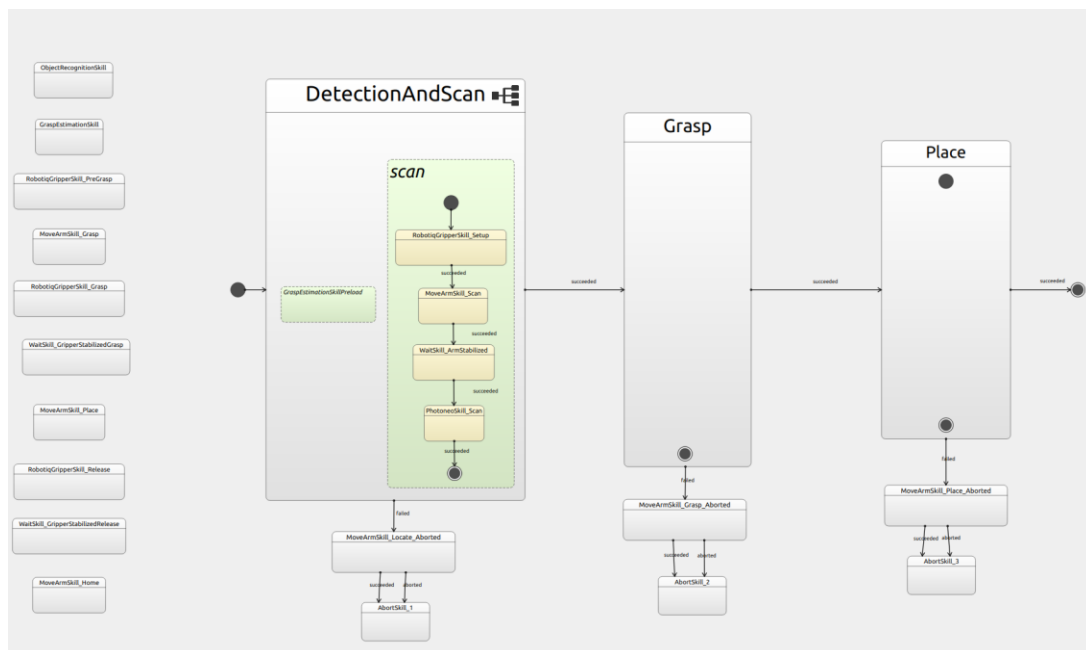 ObjectRecognitionSkill
GraspEstimationSkill
RobotiqGripperSkill_PreGrasp
MoveArmSkill_Grasp
RobotiqGripperSkill_Grasp
WaitSkill_GripperStabilizedGrasp
MoveArmSkill_Place
RobotiqGripperSkill_Release
WaitSkill_GripperStabilizedRelease
MoveArmSkill_Home
DetectionAndScan
GraspEstimationSkillPreload
scan
RobotiqGripperSkill_Setup
succeeded
MoveArmSkill_Scan
succeeded
WaitSkill_ArmStabilized
succeeded
PhotoneoSkill_Scan
succeeded
failed
MoveArmSkill_Locate_Aborted
succeeded
aborted
AbortSkill_1
succeeded
Grasp
failed
MoveArmSkill_Grasp_Aborted
succeeded
aborted
AbortSkill_2
succeeded
Place
failed
MoveArmSkill_Place_Aborted
succeeded
aborted
AbortSkill_3
succeeded